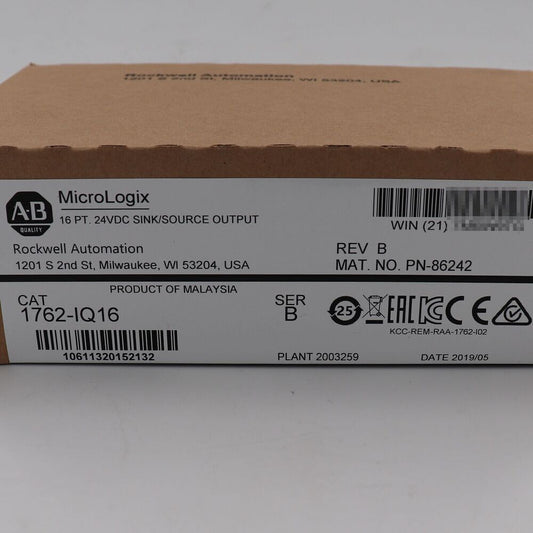 Rockwell Automation
1201 S 2nd St, Milwaukee, WI 53204, USA
A-B
QUALITY
MicroLogix
16 PT. 24VDC SINK/SOURCE OUTPUT
WIN (21)
Rockwell Automation
1201 S 2nd St, Milwaukee, WI 53204, USA
REV B
MAT. NO. PN-86242
PRODUCT OF MALAYSIA
CAT
1762-IQ16
SER
B
25
CE
KCC-REM-RAA-1762-I02
10611320152132
PLANT 2003259
DATE 2019/05